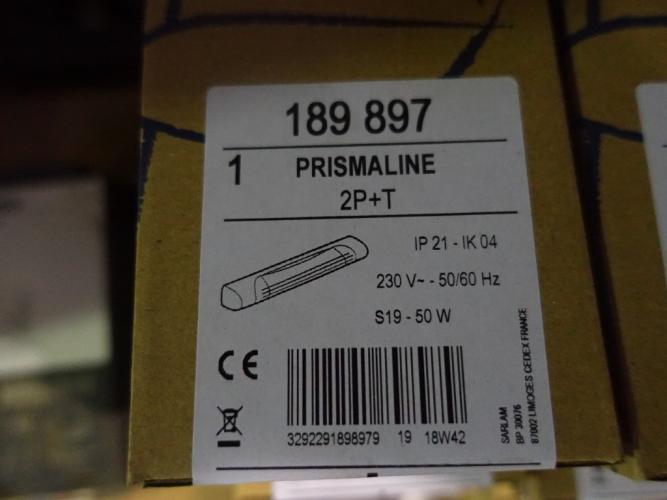 189 897
1 PRISMALINE
2P+T
IP 21 - IK 04
230 V~ - 50/60 Hz
S19 - 50 W
CE
3292291898979 19 18W42
SARLAM
BP 30076
87002 LIMOGES CEDEX FRANCE